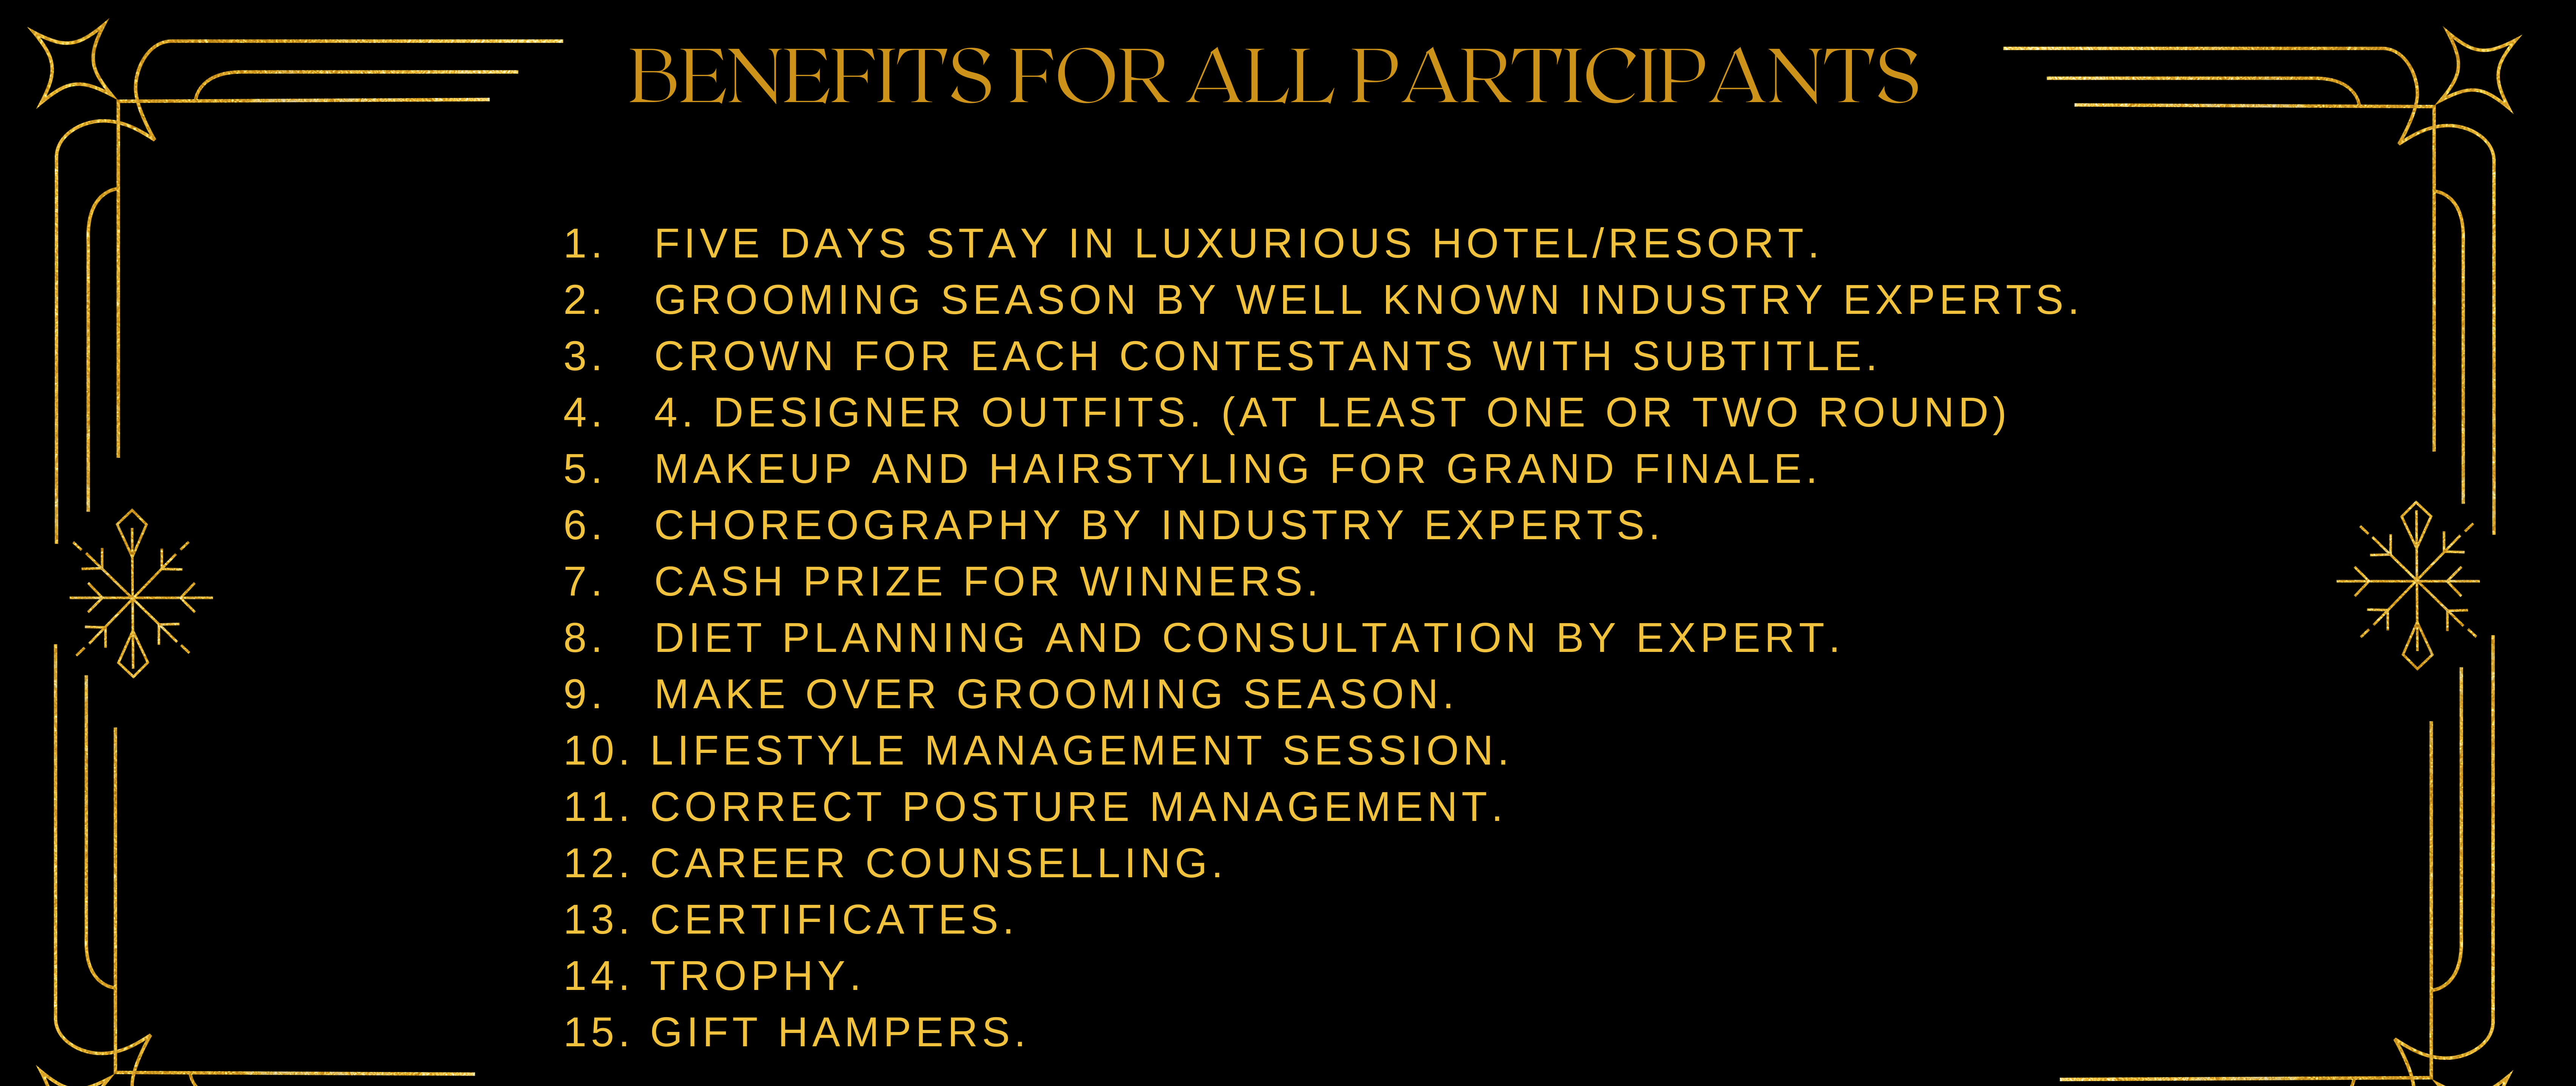 BENEFITS FOR ALL PARTICIPANTS
1. FIVE DAYS STAY IN LUXURIOUS HOTEL/RESORT.
2. GROOMING SEASON BY WELL KNOWN INDUSTRY EXPERTS.
3. CROWN FOR EACH CONTESTANTS WITH SUBTITLE.
4. 4. DESIGNER OUTFITS. (AT LEAST ONE OR TWO ROUND)
5. MAKEUP AND HAIRSTYLING FOR GRAND FINALE.
6. CHOREOGRAPHY BY INDUSTRY EXPERTS.
7. CASH PRIZE FOR WINNERS.
8. DIET PLANNING AND CONSULTATION BY EXPERT.
9. MAKE OVER GROOMING SEASON.
10. LIFESTYLE MANAGEMENT SESSION.
11. CORRECT POSTURE MANAGEMENT.
12. CAREER COUNSELLING.
13. CERTIFICATES.
14. TROPHY.
15. GIFT HAMPERS.